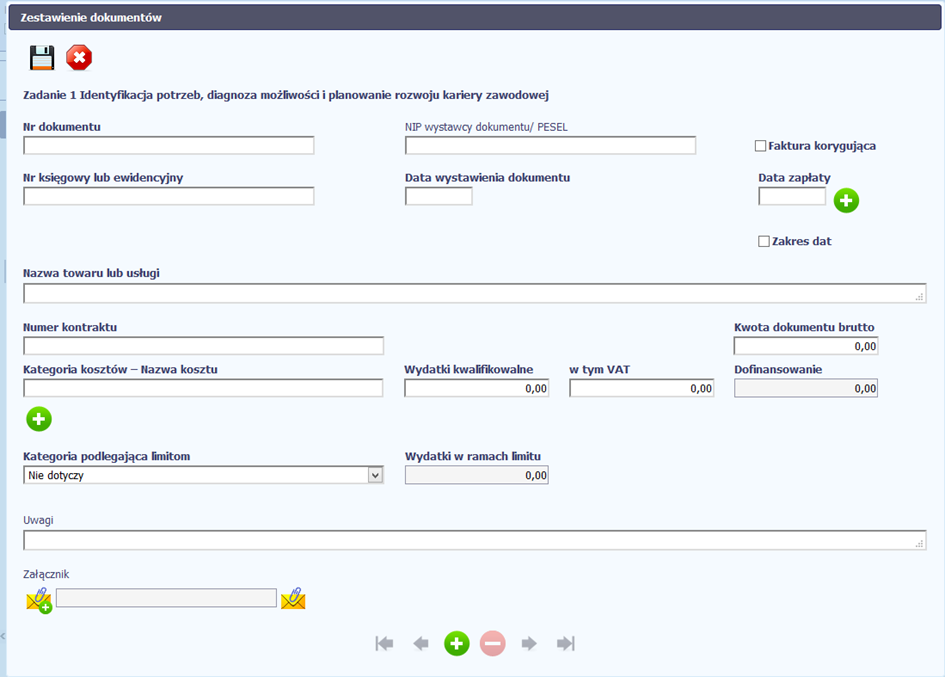 Zestawienie dokumentów
Zadanie 1 Identyfikacja potrzeb, diagnoza możliwości i planowanie rozwoju kariery zawodowej
Nr dokumentu
NIP wystawcy dokumentu/ PESEL
Faktura korygująca
Nr księgowy lub ewidencyjny
Data wystawienia dokumentu
Data zapłaty
Zakres dat
Nazwa towaru lub usługi
Numer kontraktu
Kwota dokumentu brutto
0,00
Kategoria kosztów – Nazwa kosztu
Wydatki kwalifikowalne
w tym VAT
Dofinansowanie
0,00
0,00
0,00
Kategoria podlegająca limitom
Wydatki w ramach limitu
Nie dotyczy
0,00
Uwagi
Załącznik